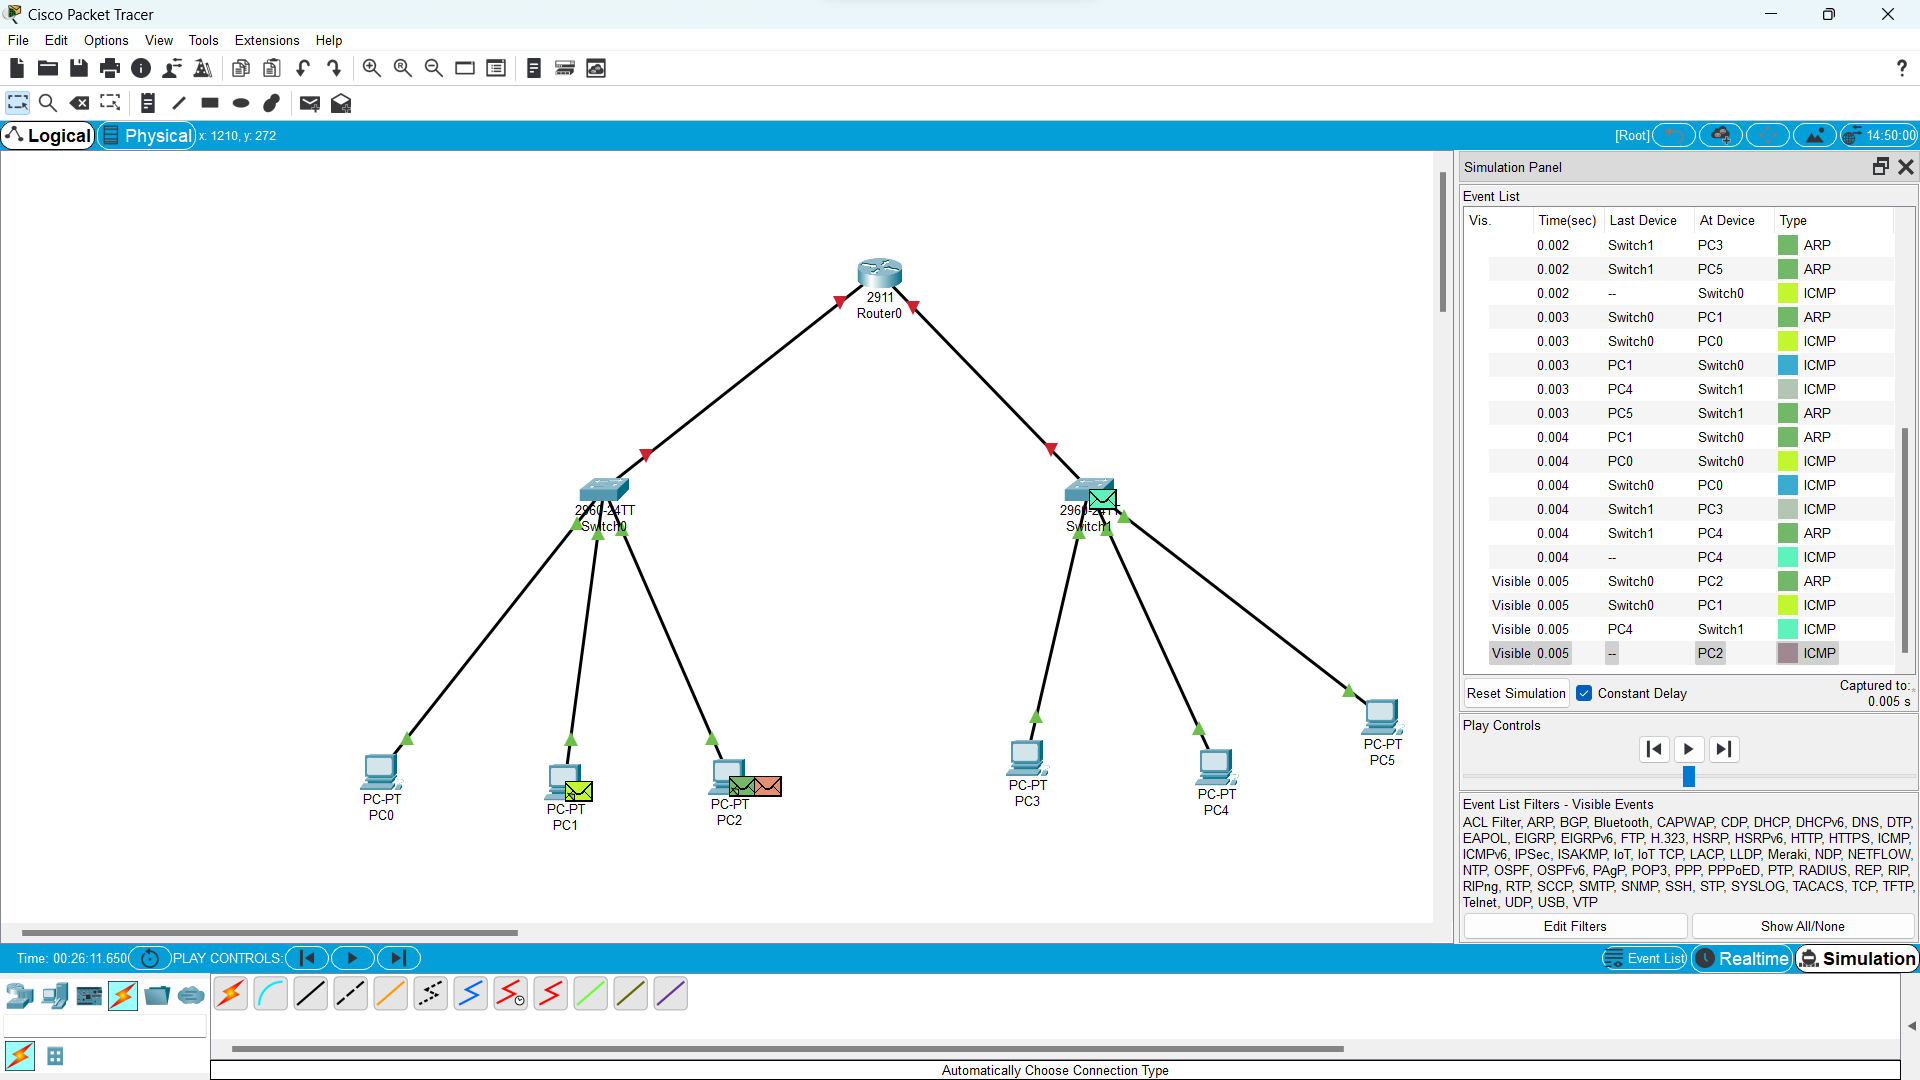 Cisco Packet Tracer
File Edit Options View Tools Extensions Help
?
Logical Physical x: 1210, y: 272 [Root] 14:50:00
Simulation Panel
Event List
Vis. Time(sec) Last Device At Device Type
0.002 Switch1 PC3 ARP
0.002 Switch1 PC5 ARP
0.002 -- Switch0 ICMP
0.003 Switch0 PC1 ARP
0.003 Switch0 PC0 ICMP
0.003 PC1 Switch0 ICMP
0.003 PC4 Switch1 ICMP
0.003 PC5 Switch1 ARP
0.004 PC1 Switch0 ARP
0.004 PC0 Switch0 ICMP
0.004 Switch0 PC0 ICMP
0.004 Switch1 PC3 ICMP
0.004 Switch1 PC4 ARP
0.004 -- PC4 ICMP
Visible 0.005 Switch0 PC2 ARP
Visible 0.005 Switch0 PC1 ICMP
Visible 0.005 PC4 Switch1 ICMP
Visible 0.005 -- PC2 ICMP
Reset Simulation Constant Delay Captured to:
0.005 s
Play Controls
Event List Filters - Visible Events
ACL Filter, ARP, BGP, Bluetooth, CAPWAP, CDP, DHCP, DHCPv6, DNS, DTP,
EAPOL, EIGRP, EIGRPv6, FTP, H.323, HSRP, HSRPv6, HTTP, HTTPS, ICMP,
ICMPv6, IPSec, ISAKMP, IoT, IoT TCP, LACP, LLDP, Meraki, NDP, NETFLOW,
NTP, OSPF, OSPFv6, PAgP, POP3, PPP, PPPoED, PTP, RADIUS, REP, RIP,
RIPng, RTP, SCCP, SMTP, SNMP, SSH, STP, SYSLOG, TACACS, TCP, TFTP,
Telnet, UDP, USB, VTP
Edit Filters Show All/None
2911
Router0
2960-24TT
Switch0
2960-24TT
Switch1
PC-PT
PC0
PC-PT
PC1
PC-PT
PC2
PC-PT
PC3
PC-PT
PC4
PC-PT
PC5
Time: 00:26:11.650 PLAY CONTROLS: Event List Realtime Simulation
Automatically Choose Connection Type